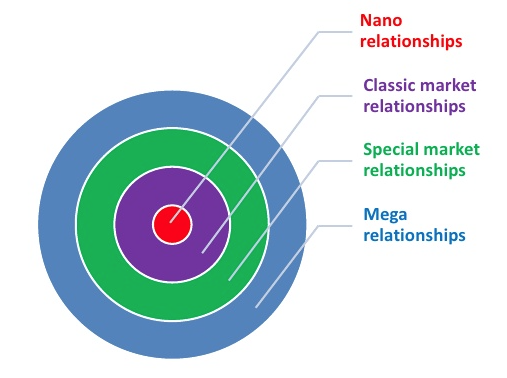 Nano
relationships
Classic market
relationships
Special market
relationships
Mega
relationships